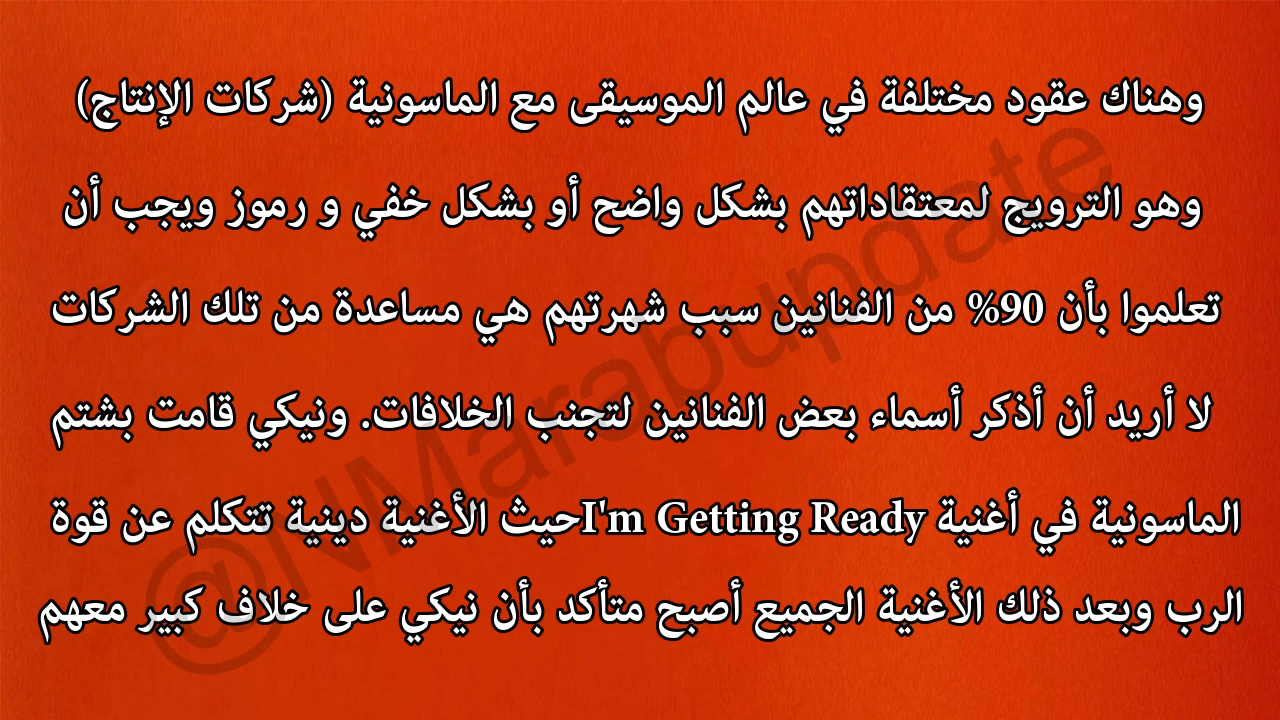 وهناك عقود مختلفة في عالم الموسيقى مع الماسونية (شركات الإنتاج)
وهو الترويج لمعتقاداتهم بشكل واضح أو بشكل خفي و رموز ويجب أن
تعلموا بأن 90% من الفنانين سبب شهرتهم هي مساعدة من تلك الشركات
لا أريد أن أذكر أسماء بعض الفنانين لتجنب الخلافات. ونيكي قامت بشتم
الماسونية في أغنية I'm Getting Readyحيث الأغنية دينية تتكلم عن قوة
الرب وبعد ذلك الأغنية الجميع أصبح متأكد بأن نيكي على خلاف كبير معهم
@NMarabupdate